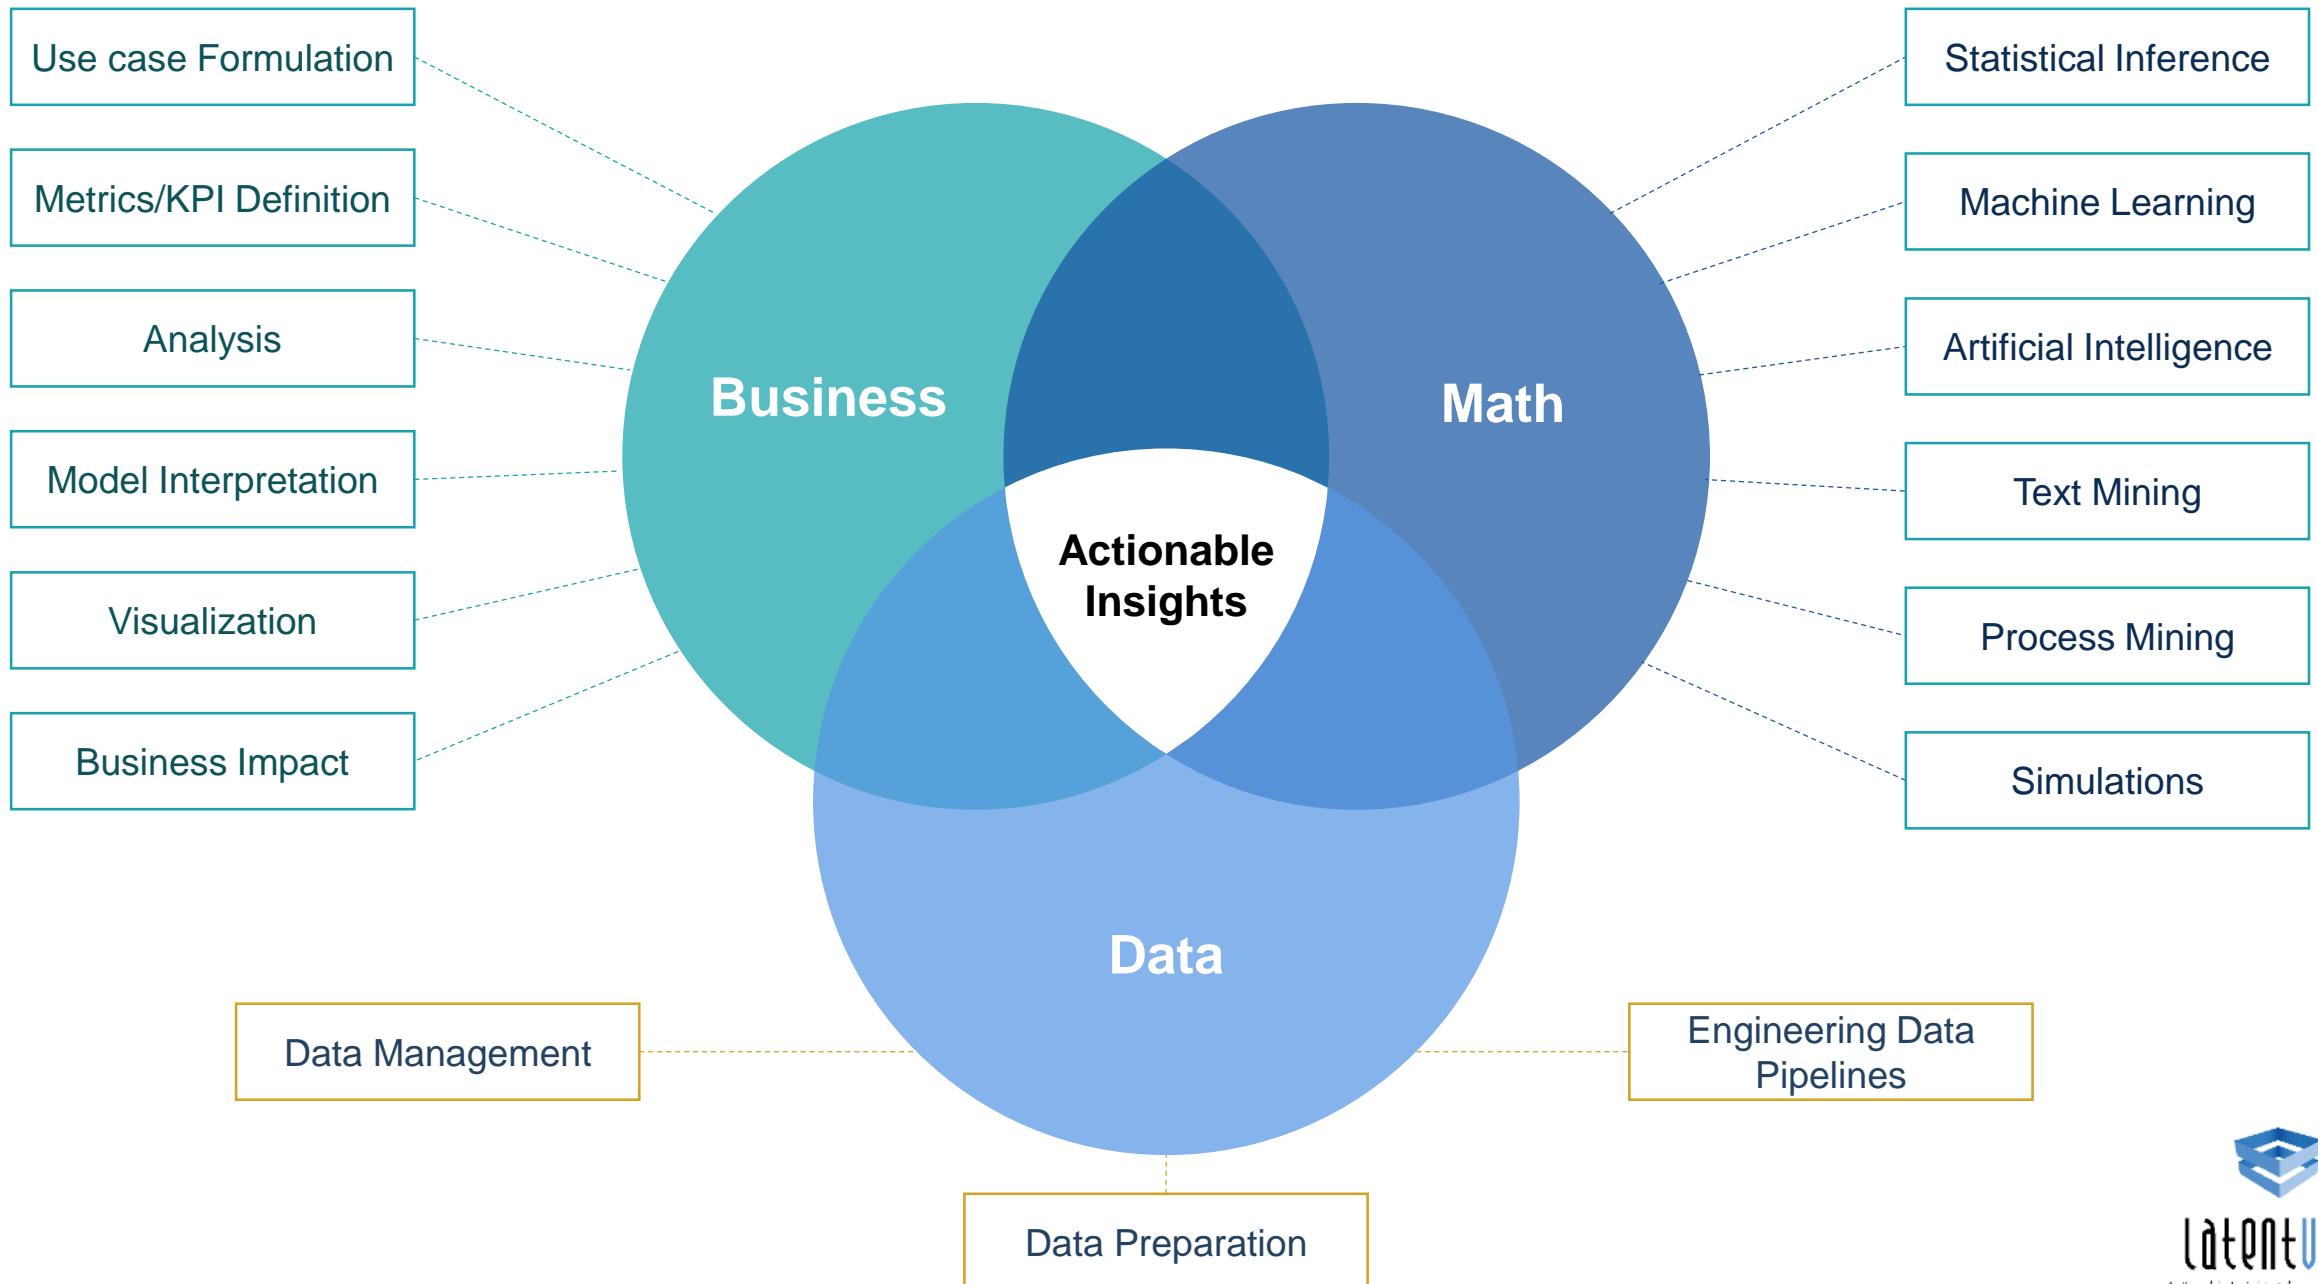 Use case Formulation
Metrics/KPI Definition
Analysis
Model Interpretation
Visualization
Business Impact
Business
Math
Actionable
Insights
Data
Statistical Inference
Machine Learning
Artificial Intelligence
Text Mining
Process Mining
Simulations
Data Management
Engineering Data
Pipelines
Data Preparation
latentv